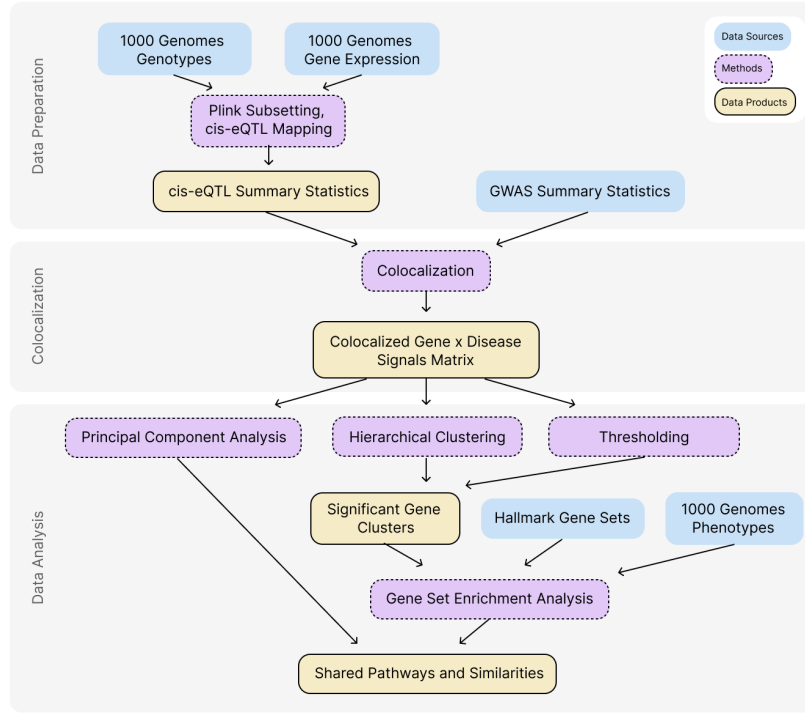 Data Preparation
1000 Genomes
Genotypes
1000 Genomes
Gene Expression
Data Sources
Methods
Data Products
Plink Subsetting,
cis-eQTL Mapping
cis-eQTL Summary Statistics
GWAS Summary Statistics
Colocalization
Colocalization
Colocalized Gene x Disease
Signals Matrix
Data Analysis
Principal Component Analysis
Hierarchical Clustering
Thresholding
Significant Gene
Clusters
Hallmark Gene Sets
1000 Genomes
Phenotypes
Gene Set Enrichment Analysis
Shared Pathways and Similarities